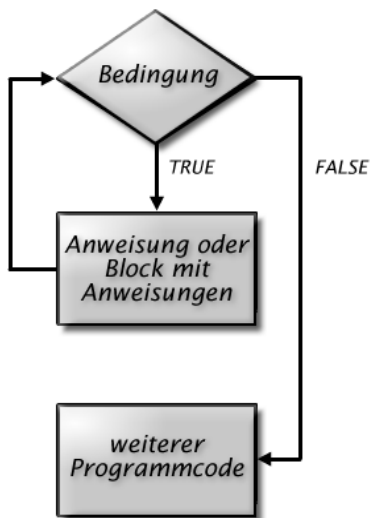 Bedingung
TRUE
FALSE
Anweisung oder
Block mit
Anweisungen
weiterer
Programmcode